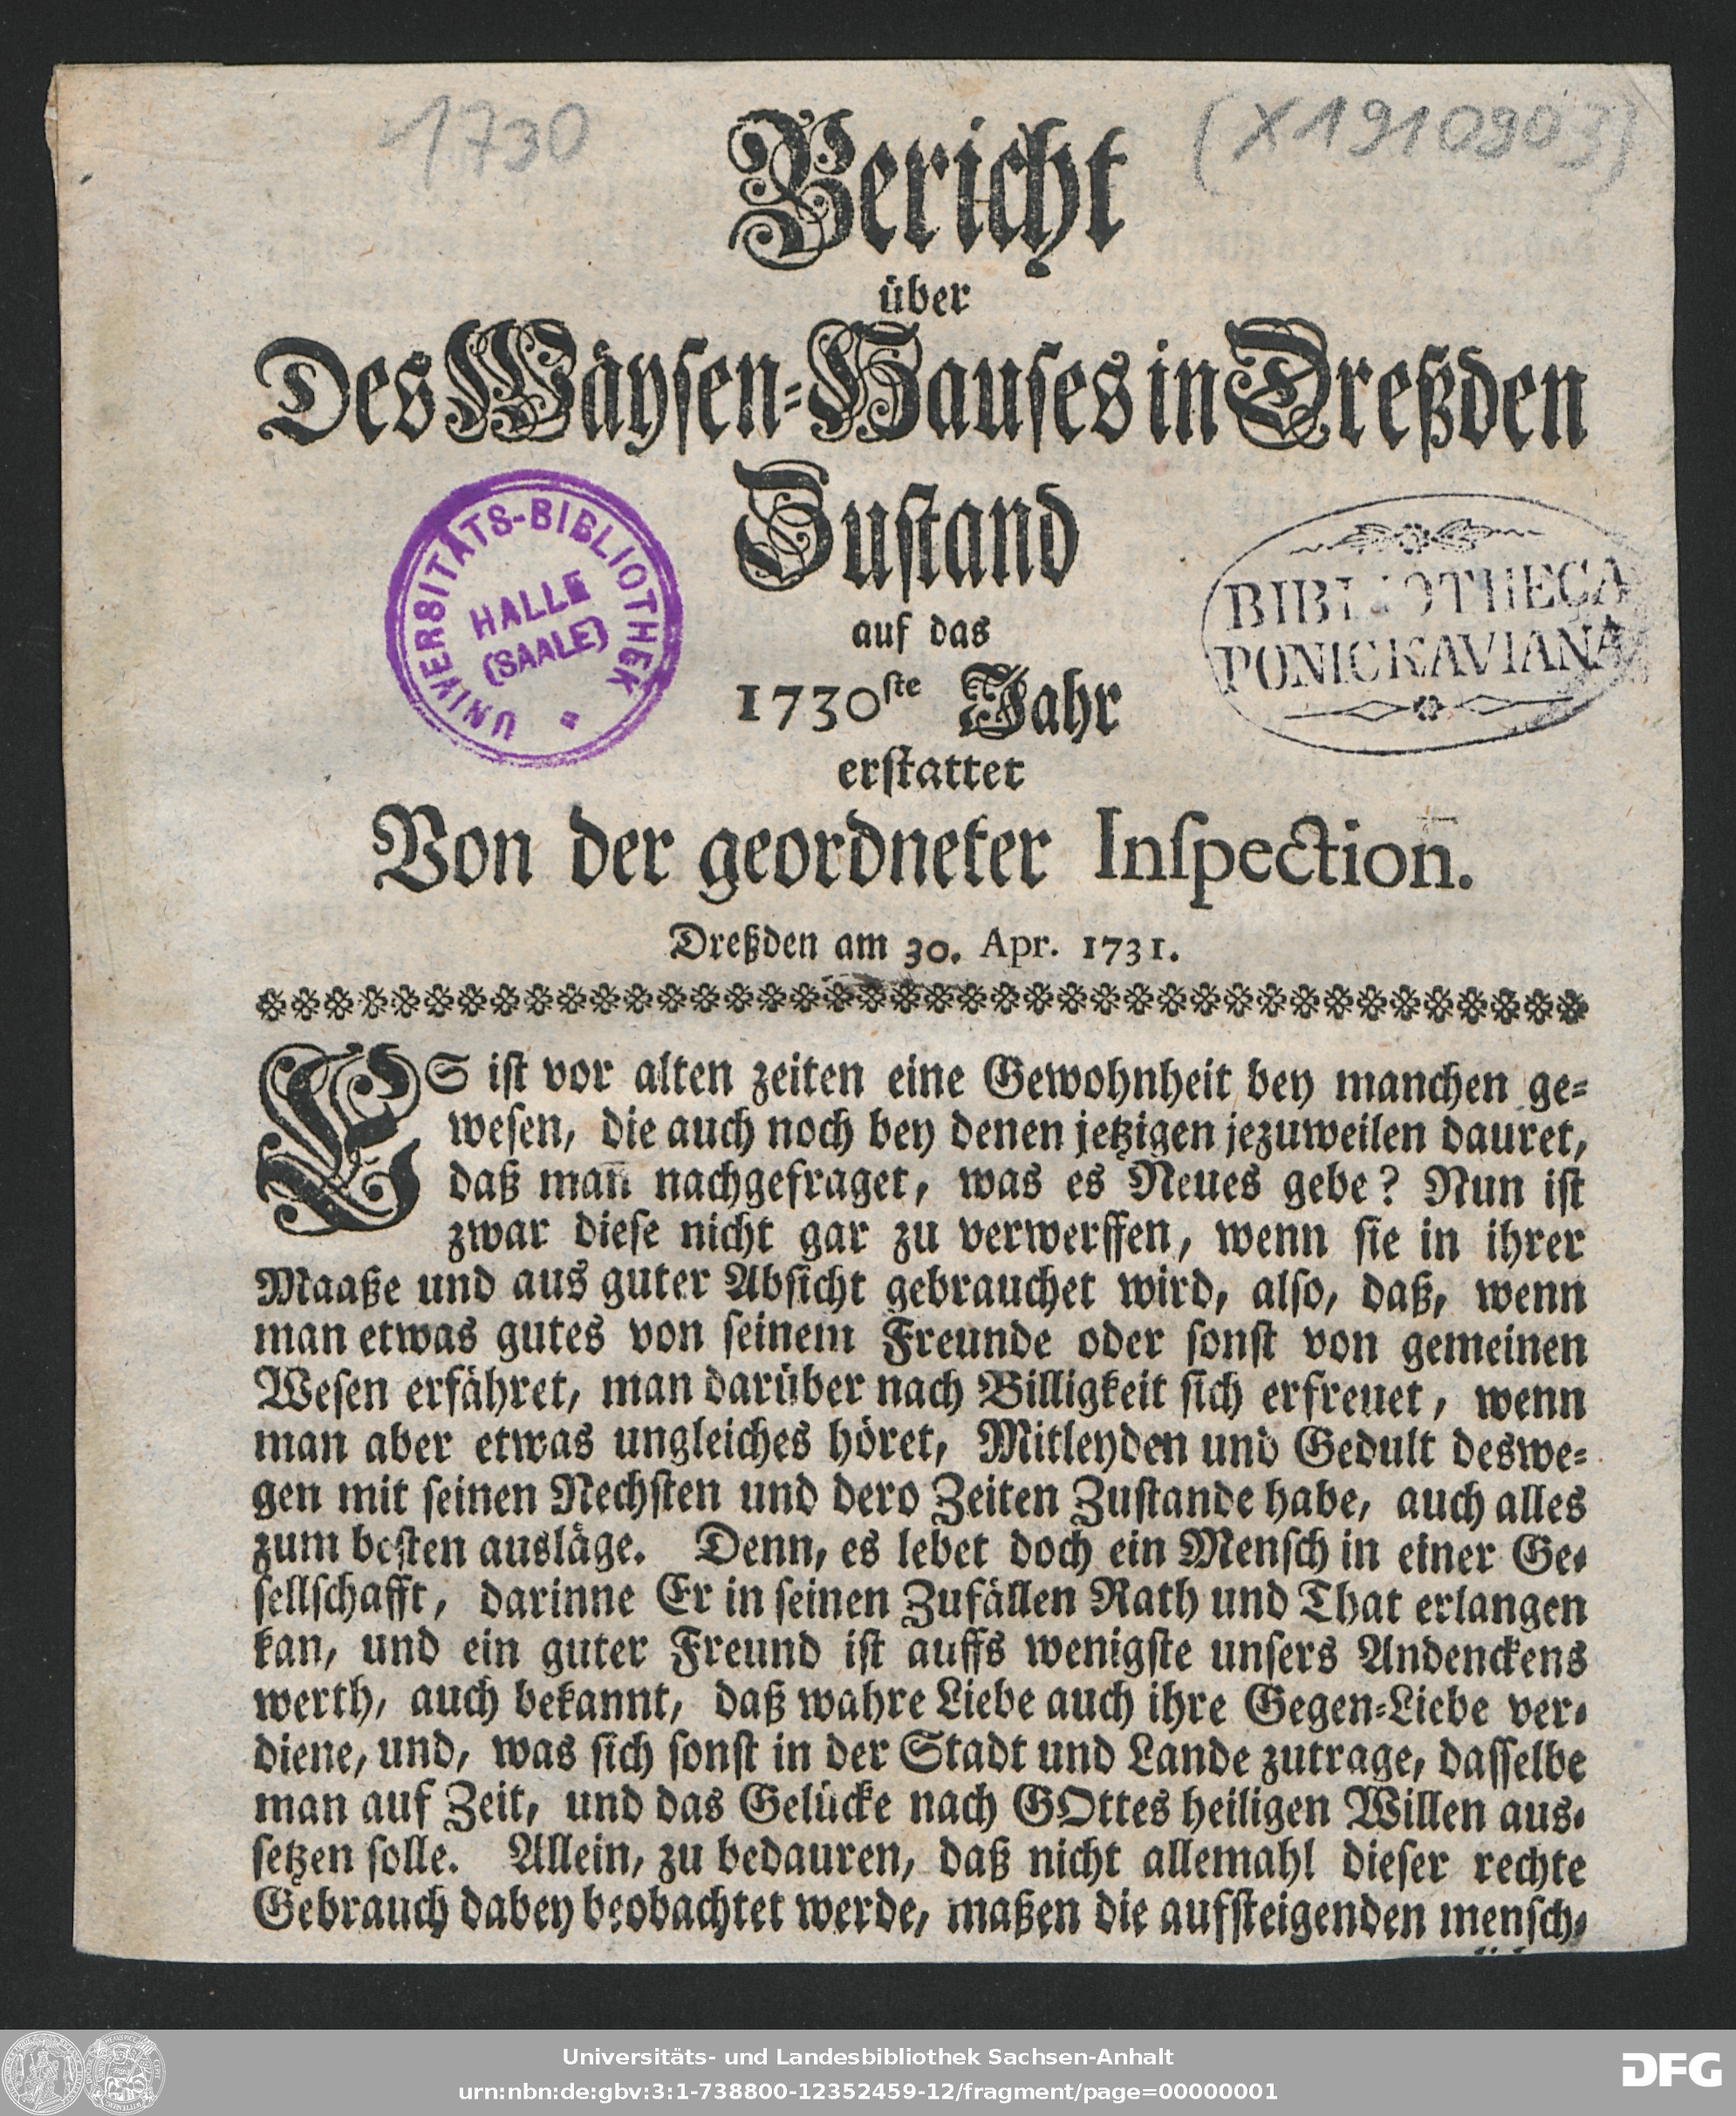 1730
(X1910903)
Bericht
über
Des Wäysen-Hauses in Dreßden
Zustand
auf das
1730ste Jahr
erstattet
Von der geordneter Inspection.
Dreßden am 30. Apr. 1731.
UNIVERSITÄTS-BIBLIOTHEK
HALLE
(SAALE)
BIBLIOTHECA
PONICKAVIANA
ES ist vor alten zeiten eine Gewohnheit bey manchen ge-
wesen, die auch noch bey denen jetzigen jezuweilen dauret,
daß man̄ nachgefraget, was es Neues gebe? Nun ist
zwar diese nicht gar zu verwerffen, wenn sie in ihrer
Maaße und aus guter Absicht gebrauchet wird, also, daß, wenn
man etwas gutes von seinem Freunde oder sonst von gemeinen
Wesen erfähret, man darüber nach Billigkeit sich erfreuet, wenn
man aber etwas ungleiches höret, Mitleyden und Gedult deswe-
gen mit seinen Nechsten und dero Zeiten Zustande habe, auch alles
zum besten ausläge. Denn, es lebet doch ein Mensch in einer Ge-
sellschafft, darinne Er in seinen Zufällen Rath und That erlangen
kan, und ein guter Freund ist auffs wenigste unsers Andenckens
werth, auch bekannt, daß wahre Liebe auch ihre Gegen-Liebe ver-
diene, und, was sich sonst in der Stadt und Lande zutrage, dasselbe
man auf Zeit, und das Gelücke nach GOttes heiligen Willen aus-
setzen solle. Allein, zu bedauren, daß nicht allemahl dieser rechte
Gebrauch dabey beobachtet werde, maßen die aufsteigenden mensch-
Universitäts- und Landesbibliothek Sachsen-Anhalt
urn:nbn:de:gbv:3:1-738800-12352459-12/fragment/page=00000001
DFG